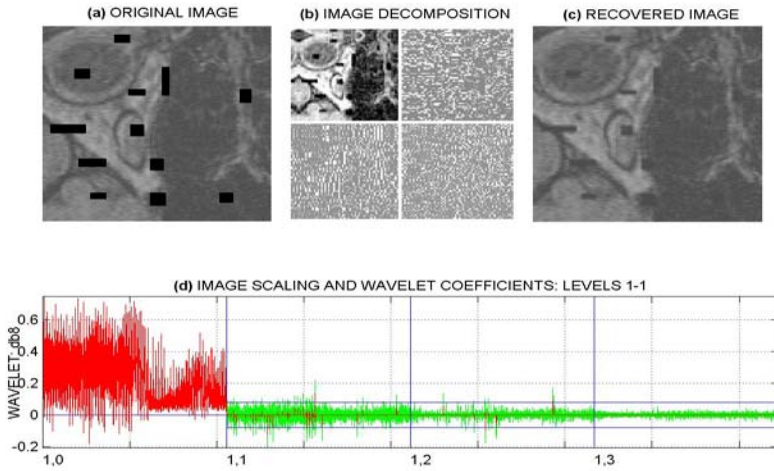 (a) ORIGINAL IMAGE
(b) IMAGE DECOMPOSITION
(c) RECOVERED IMAGE
(d) IMAGE SCALING AND WAVELET COEFFICIENTS: LEVELS 1-1
WAVELET: db8
0.6
0.4
0.2
0
-0.2
1,0
1,1
1,2
1,3